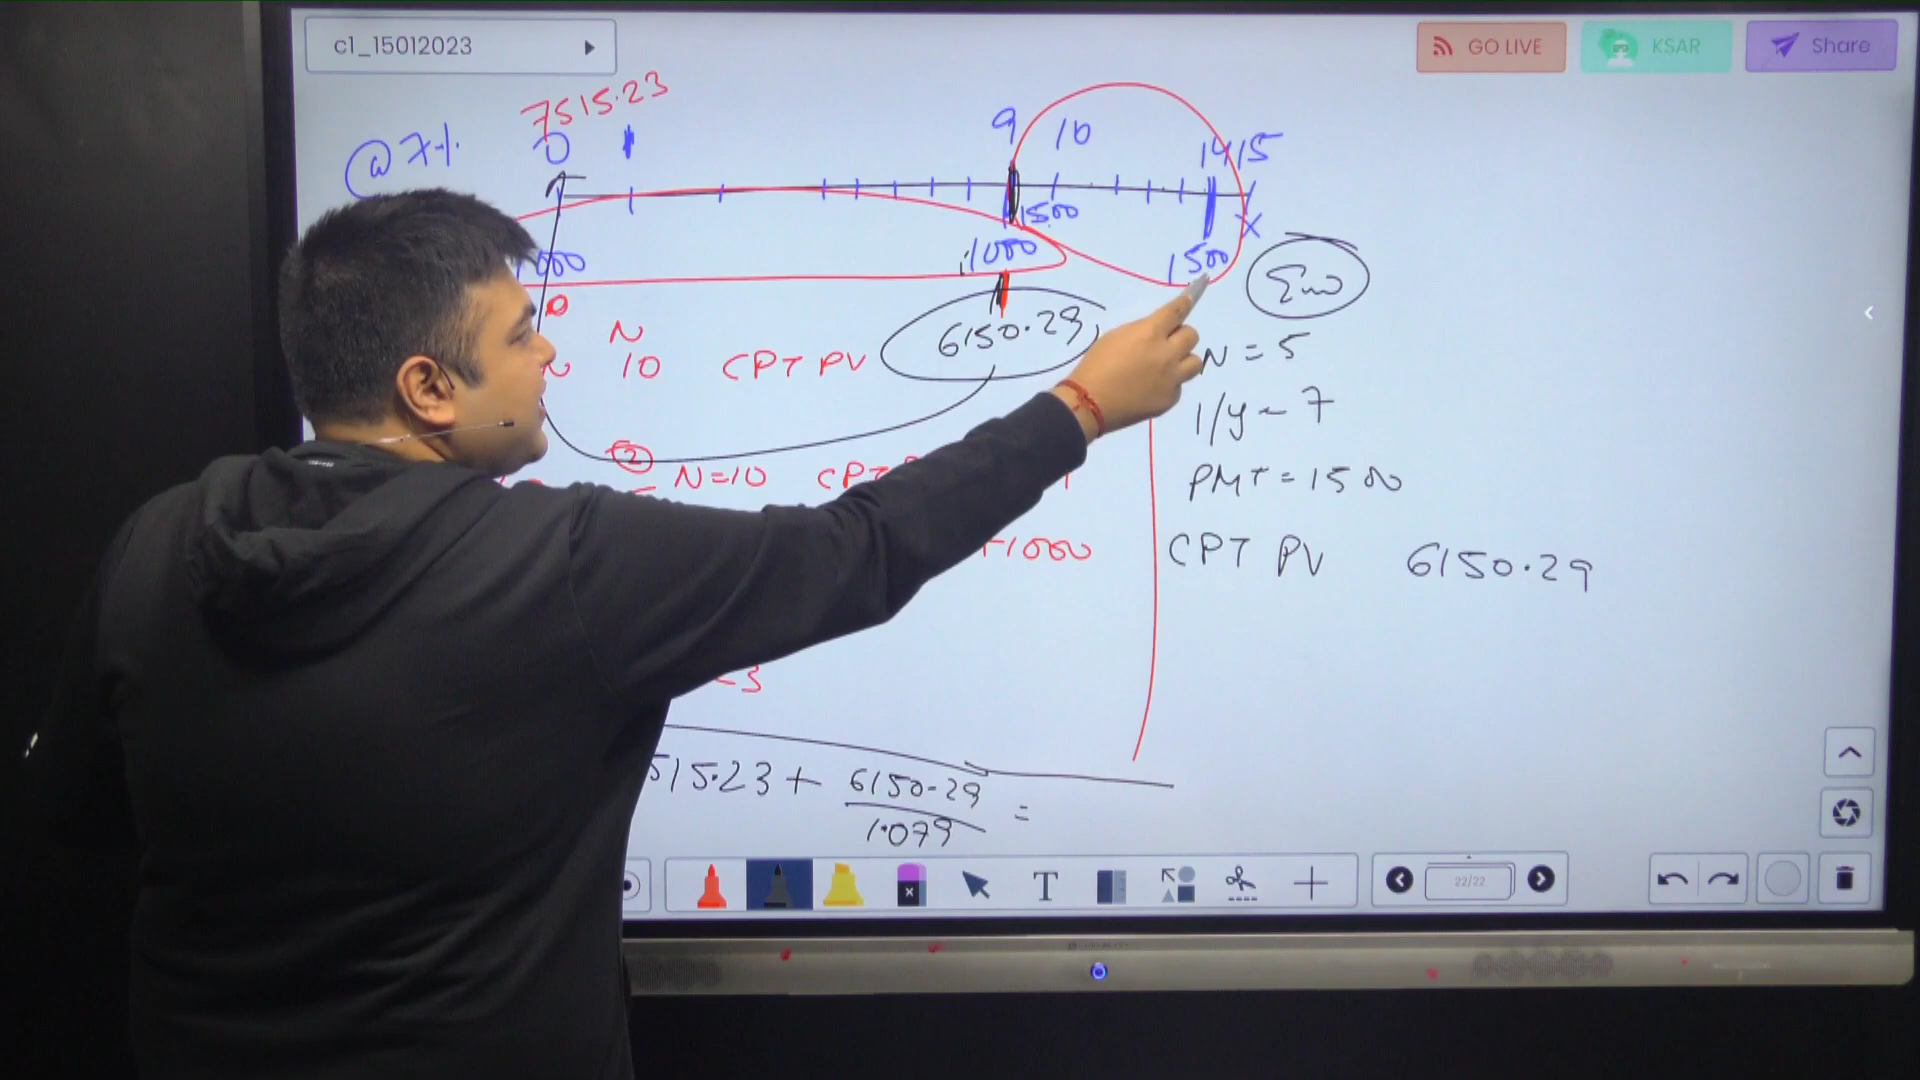 c1_15012023
GO LIVE
KSAR
Share
7515.23
@7%
0
9
10
14
15
1500
1000
1000
1500
X
End
N
10 CPT PV 6150.29
N = 5
I/Y - 7
PMT = 1500
CPT PV 6150.29
2 N=10
+1000
-3
515.23 + 6150.29
1.079
=
T
22/22